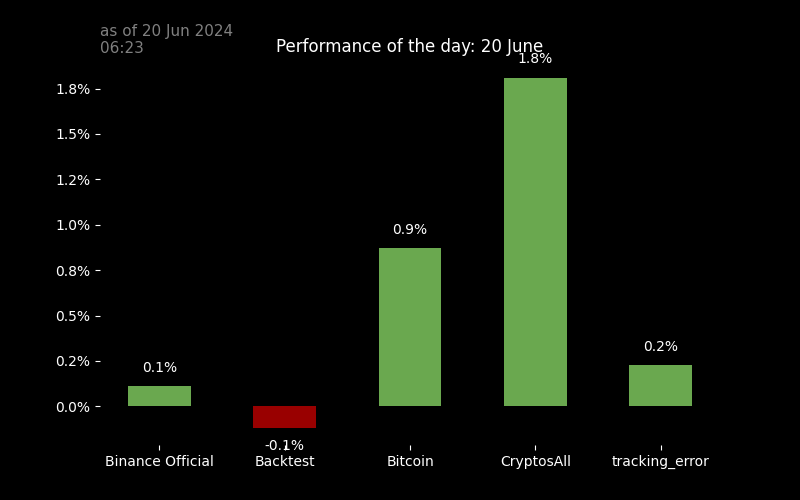 as of 20 Jun 2024
06:23
Performance of the day: 20 June
1.8%
1.8%
1.5%
1.2%
1.0%
0.9%
0.8%
0.5%
0.2%
0.2%
0.1%
0.0%
-0.1%
Binance Official
Backtest
Bitcoin
CryptosAll
tracking_error